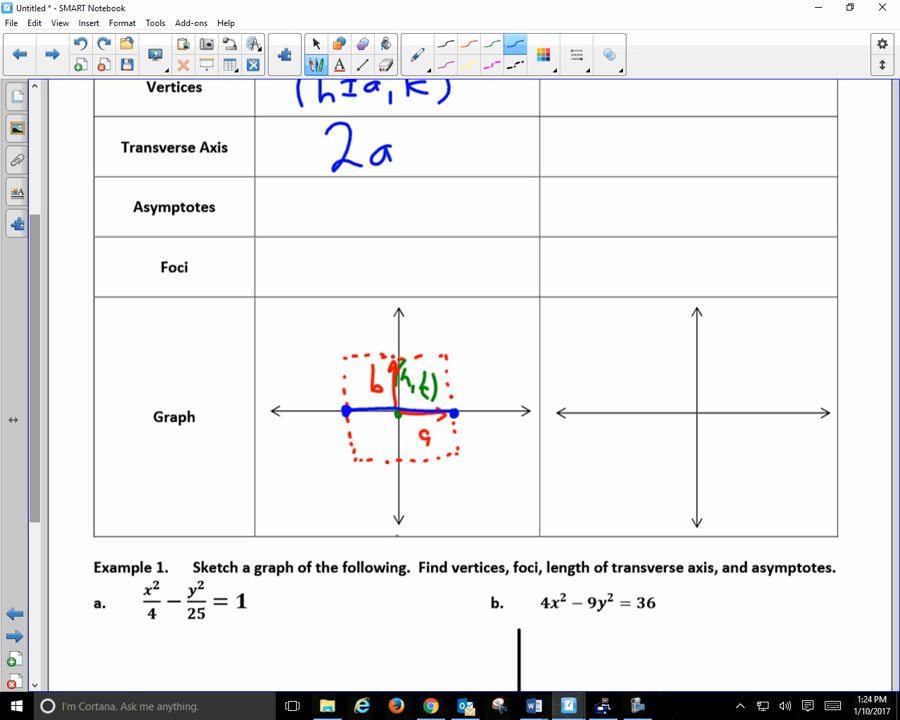 Untitled * - SMART Notebook
File Edit View Insert Format Tools Add-ons Help
Vertices (h ± a, k)
Transverse Axis 2a
Asymptotes
Foci
Graph
b (h, k)
a
Example 1. Sketch a graph of the following. Find vertices, foci, length of transverse axis, and asymptotes.
a. x²/4 − y²/25 = 1 b. 4x² − 9y² = 36
I'm Cortana. Ask me anything.
1:24 PM
1/10/2017